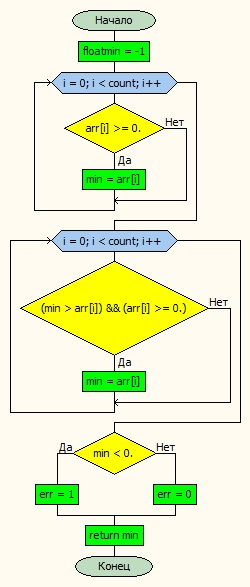 Начало
floatmin = -1
i = 0; i < count; i++
arr[i] >= 0.
Нет
Да
min = arr[i]
i = 0; i < count; i++
(min > arr[i]) && (arr[i] >= 0.)
Нет
Да
min = arr[i]
Да
min < 0.
Нет
err = 1
err = 0
return min
Конец